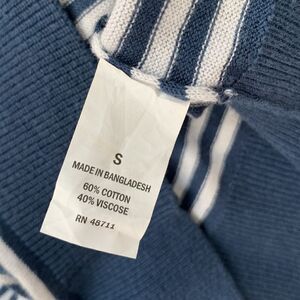 S
MADE IN BANGLADESH
60% COTTON
40% VISCOSE
RN 48711